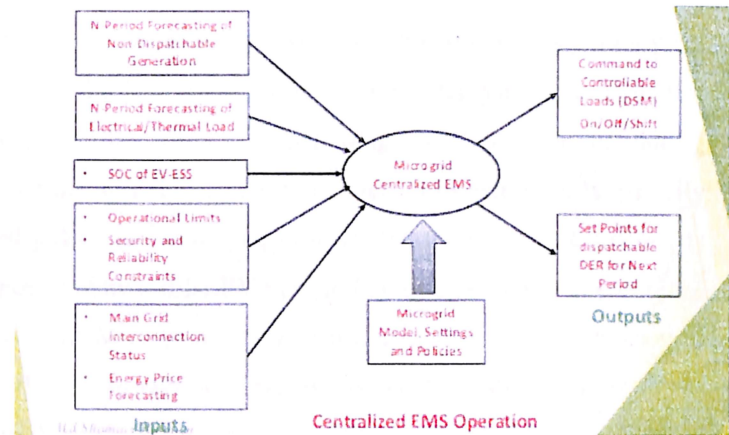 N-Period Forecasting of
Non-Dispatchable
Generation
N-Period Forecasting of
Electrical/Thermal Load
• SOC of EV-ESS
• Operational Limits
• Security and
Reliability
Constraints
• Main Grid
Interconnection
Status
• Energy Price
Forecasting
Inputs
Microgrid
Centralized EMS
Microgrid
Model, Settings
and Policies
Command to
Controllable
Loads (DSM)
On/Off/Shift
Set Points for
dispatchable
DER for Next
Period
Outputs
Centralized EMS Operation